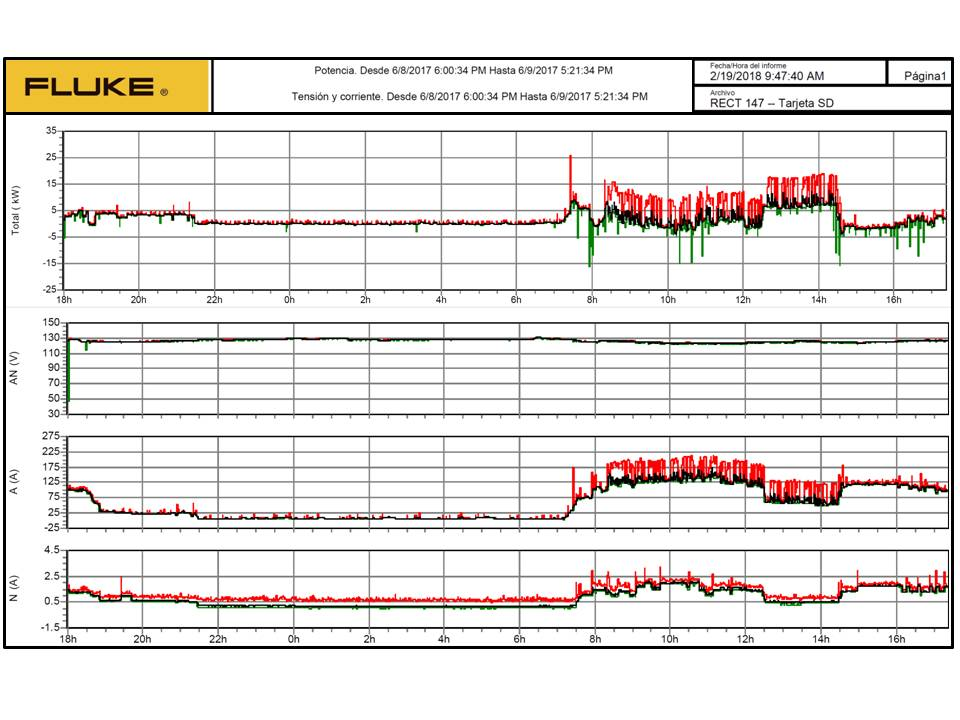 FLUKE ®
Potencia. Desde 6/8/2017 6:00:34 PM Hasta 6/9/2017 5:21:34 PM
Tensión y corriente. Desde 6/8/2017 6:00:34 PM Hasta 6/9/2017 5:21:34 PM
Fecha/Hora del informe
2/19/2018 9:47:40 AM
Página1
Archivo
RECT 147 -- Tarjeta SD
Total ( kW)
35
25
15
5
-5
-15
-25
18h 20h 22h 0h 2h 4h 6h 8h 10h 12h 14h 16h
AN (V)
150
130
110
90
70
50
30
A (A)
275
225
175
125
75
25
-25
N (A)
4.5
2.5
0.5
-1.5
18h 20h 22h 0h 2h 4h 6h 8h 10h 12h 14h 16h